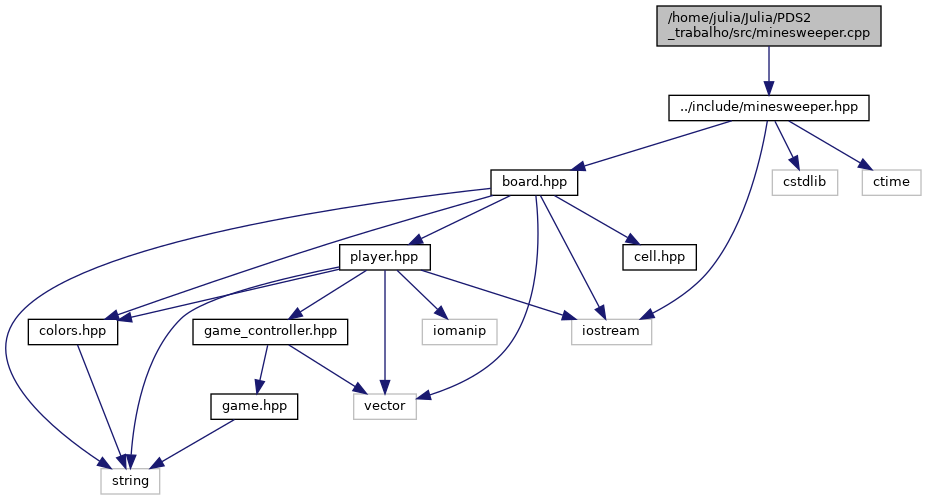 /home/julia/Julia/PDS2
_trabalho/src/minesweeper.cpp
../include/minesweeper.hpp
board.hpp
cstdlib
ctime
player.hpp
cell.hpp
colors.hpp
game_controller.hpp
iomanip
iostream
game.hpp
vector
string